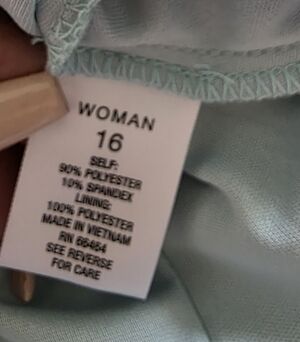 WOMAN
16
SELF:
90% POLYESTER
10% SPANDEX
LINING:
100% POLYESTER
MADE IN VIETNAM
RN 66464
SEE REVERSE
FOR CARE